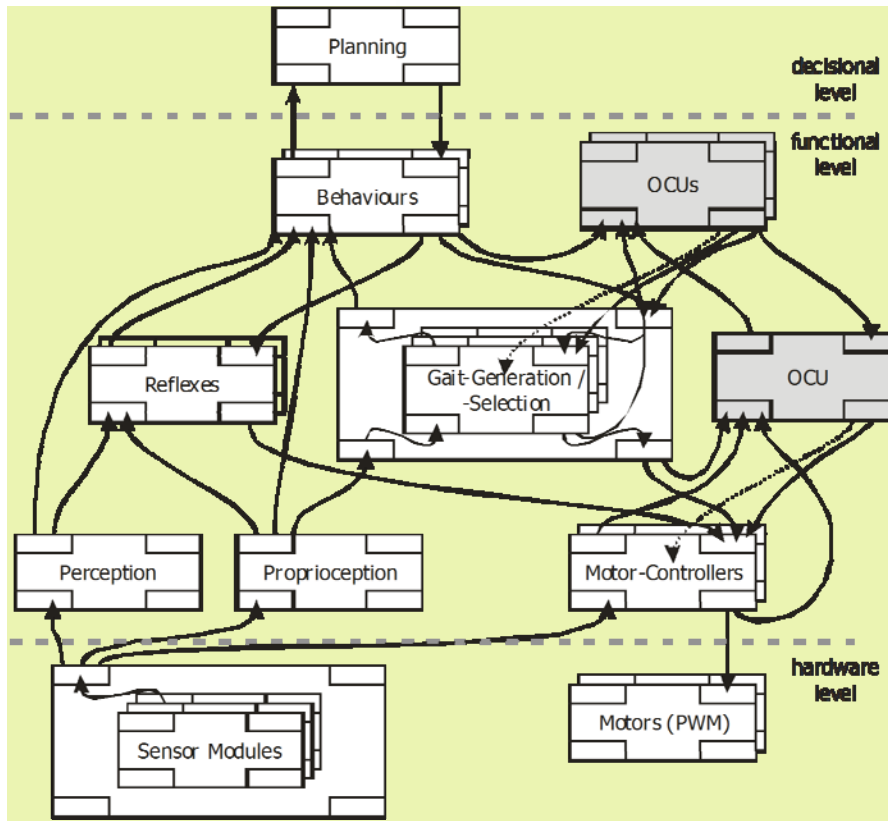 Planning
decisional
level
functional
level
Behaviours
OCUs
Reflexes
Gait-Generation /
-Selection
OCU
Perception
Proprioception
Motor-Controllers
hardware
level
Sensor Modules
Motors (PWM)